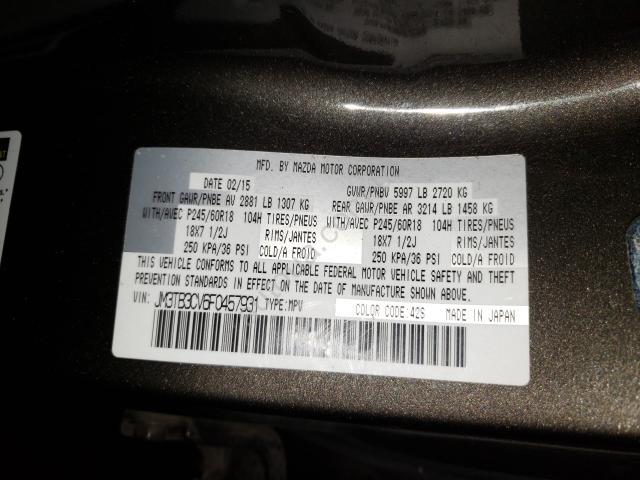 MFD. BY MAZDA MOTOR CORPORATION
DATE 02/15 GVWR/PNBV 5997 LB 2720 KG
FRONT GAWR/PNBE AV 2881 LB 1307 KG REAR GAWR/PNBE AR 3214 LB 1458 KG
WITH/AVEC P245/60R18 104H TIRES/PNEUS WITH/AVEC P245/60R18 104H TIRES/PNEUS
18X7 1/2J RIMS/JANTES 18X7 1/2J RIMS/JANTES
250 KPA/36 PSI COLD/A FROID 250 KPA/36 PSI COLD/A FROID
THIS VEHICLE CONFORMS TO ALL APPLICABLE FEDERAL MOTOR VEHICLE SAFETY AND THEFT
PREVENTION STANDARDS IN EFFECT ON THE DATE OF MANUFACTURE SHOWN ABOVE.
VIN: JM3TB3CV6F0457931 TYPE:MPV COLOR CODE:42S MADE IN JAPAN